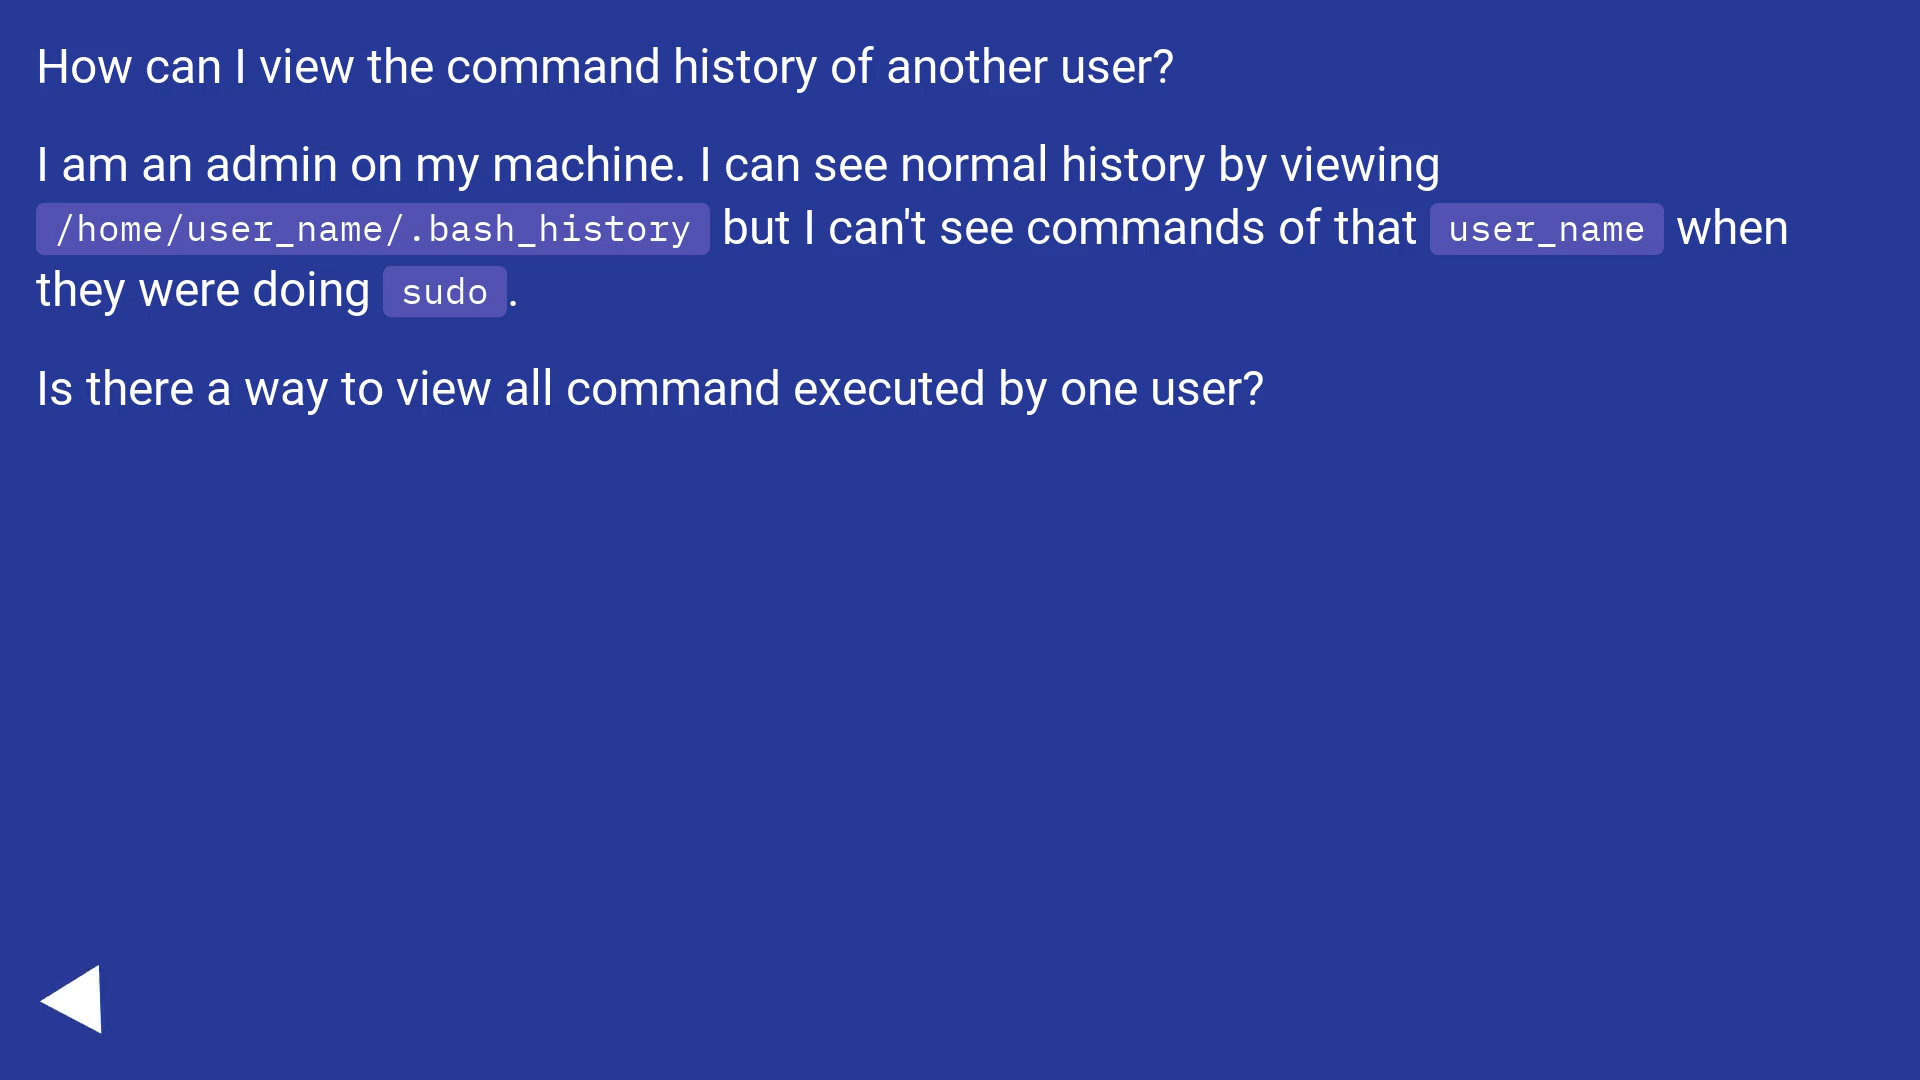 How can I view the command history of another user?
I am an admin on my machine. I can see normal history by viewing
/home/user_name/.bash_history but I can't see commands of that user_name when
they were doing sudo.
Is there a way to view all command executed by one user?